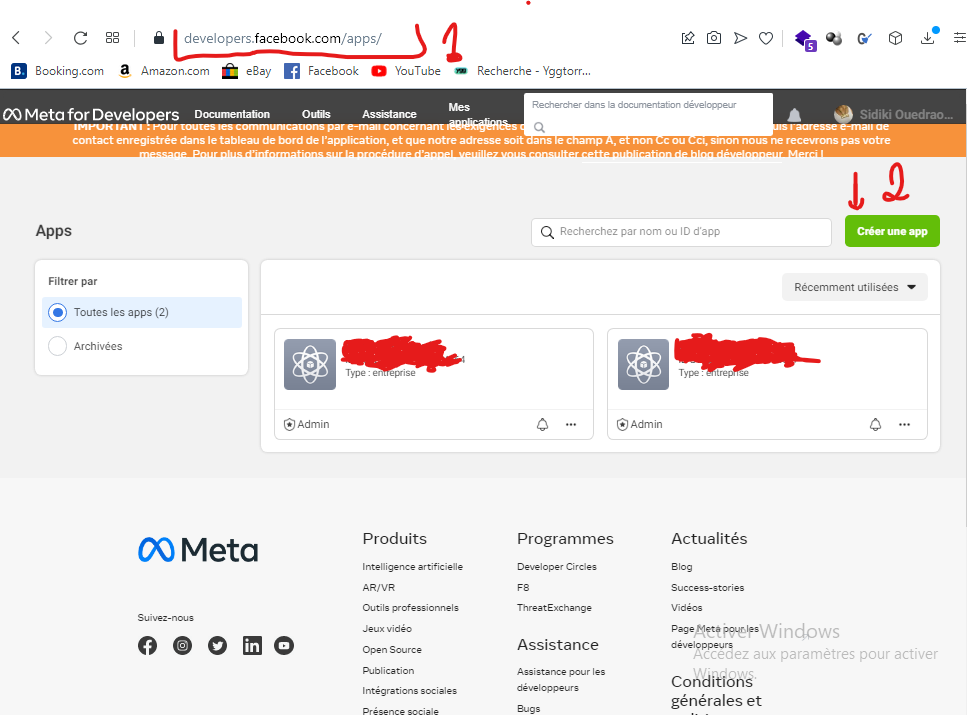 developers.facebook.com/apps/
1
5
Booking.com
Amazon.com
eBay
Facebook
YouTube
Recherche - Yggtorr...
Meta for Developers
Documentation
Outils
Assistance
Mes applications
Rechercher dans la documentation développeur
Sidiki Ouedrao...
IMPORTANT : Pour toutes les communications par e-mail concernant les exigences d
uis l'adresse e-mail de
contact enregistrée dans le tableau de bord de l'application, et que notre adresse soit dans le champ A, et non Cc ou Cci, sinon nous ne recevrons pas votre
message. Pour plus d'informations sur la procédure d'appel, veuillez vous consulter cette publication de blog développeur. Merci !
2
Apps
Recherchez par nom ou ID d'app
Créer une app
Filtrer par
Toutes les apps (2)
Archivées
Récemment utilisées
4
Type : entreprise
Admin
Type : entreprise
Admin
Meta
Suivez-nous
Produits
Intelligence artificielle
AR/VR
Outils professionnels
Jeux vidéo
Open Source
Publication
Intégrations sociales
Présence sociale
Programmes
Developer Circles
F8
ThreatExchange
Assistance
Assistance pour les
développeurs
Bugs
Actualités
Blog
Success-stories
Vidéos
Page Meta pour les
développeurs
Conditions
générales et
Activer Windows
Accédez aux paramètres pour activer
Windows.